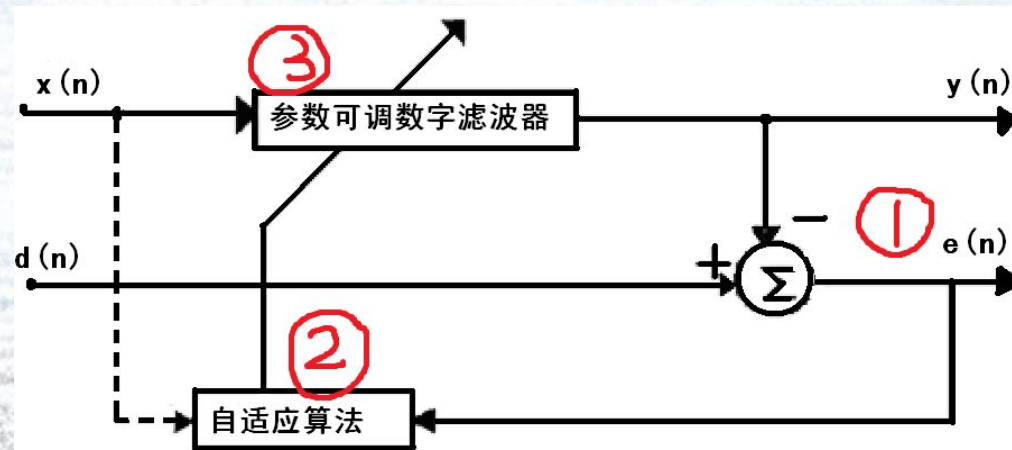 ③
x(n)
参数可调数字滤波器
y(n)
−
①
d(n)
+
Σ
e(n)
②
自适应算法